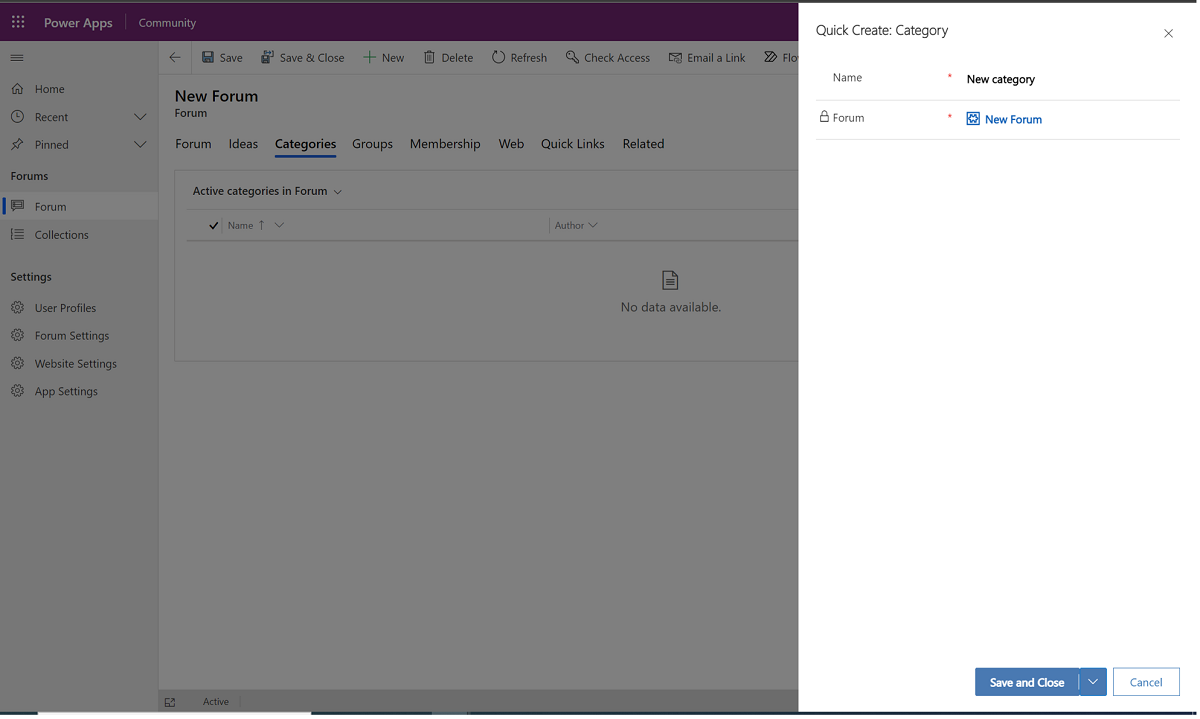 Power Apps
Community
Home
Recent
Pinned
Forums
Forum
Collections
Settings
User Profiles
Forum Settings
Website Settings
App Settings
Save
Save & Close
New
Delete
Refresh
Check Access
Email a Link
Flo
New Forum
Forum
Forum
Ideas
Categories
Groups
Membership
Web
Quick Links
Related
Active categories in Forum
Name
Author
No data available.
Active
Quick Create: Category
Name * New category
Forum * New Forum
Save and Close
Cancel